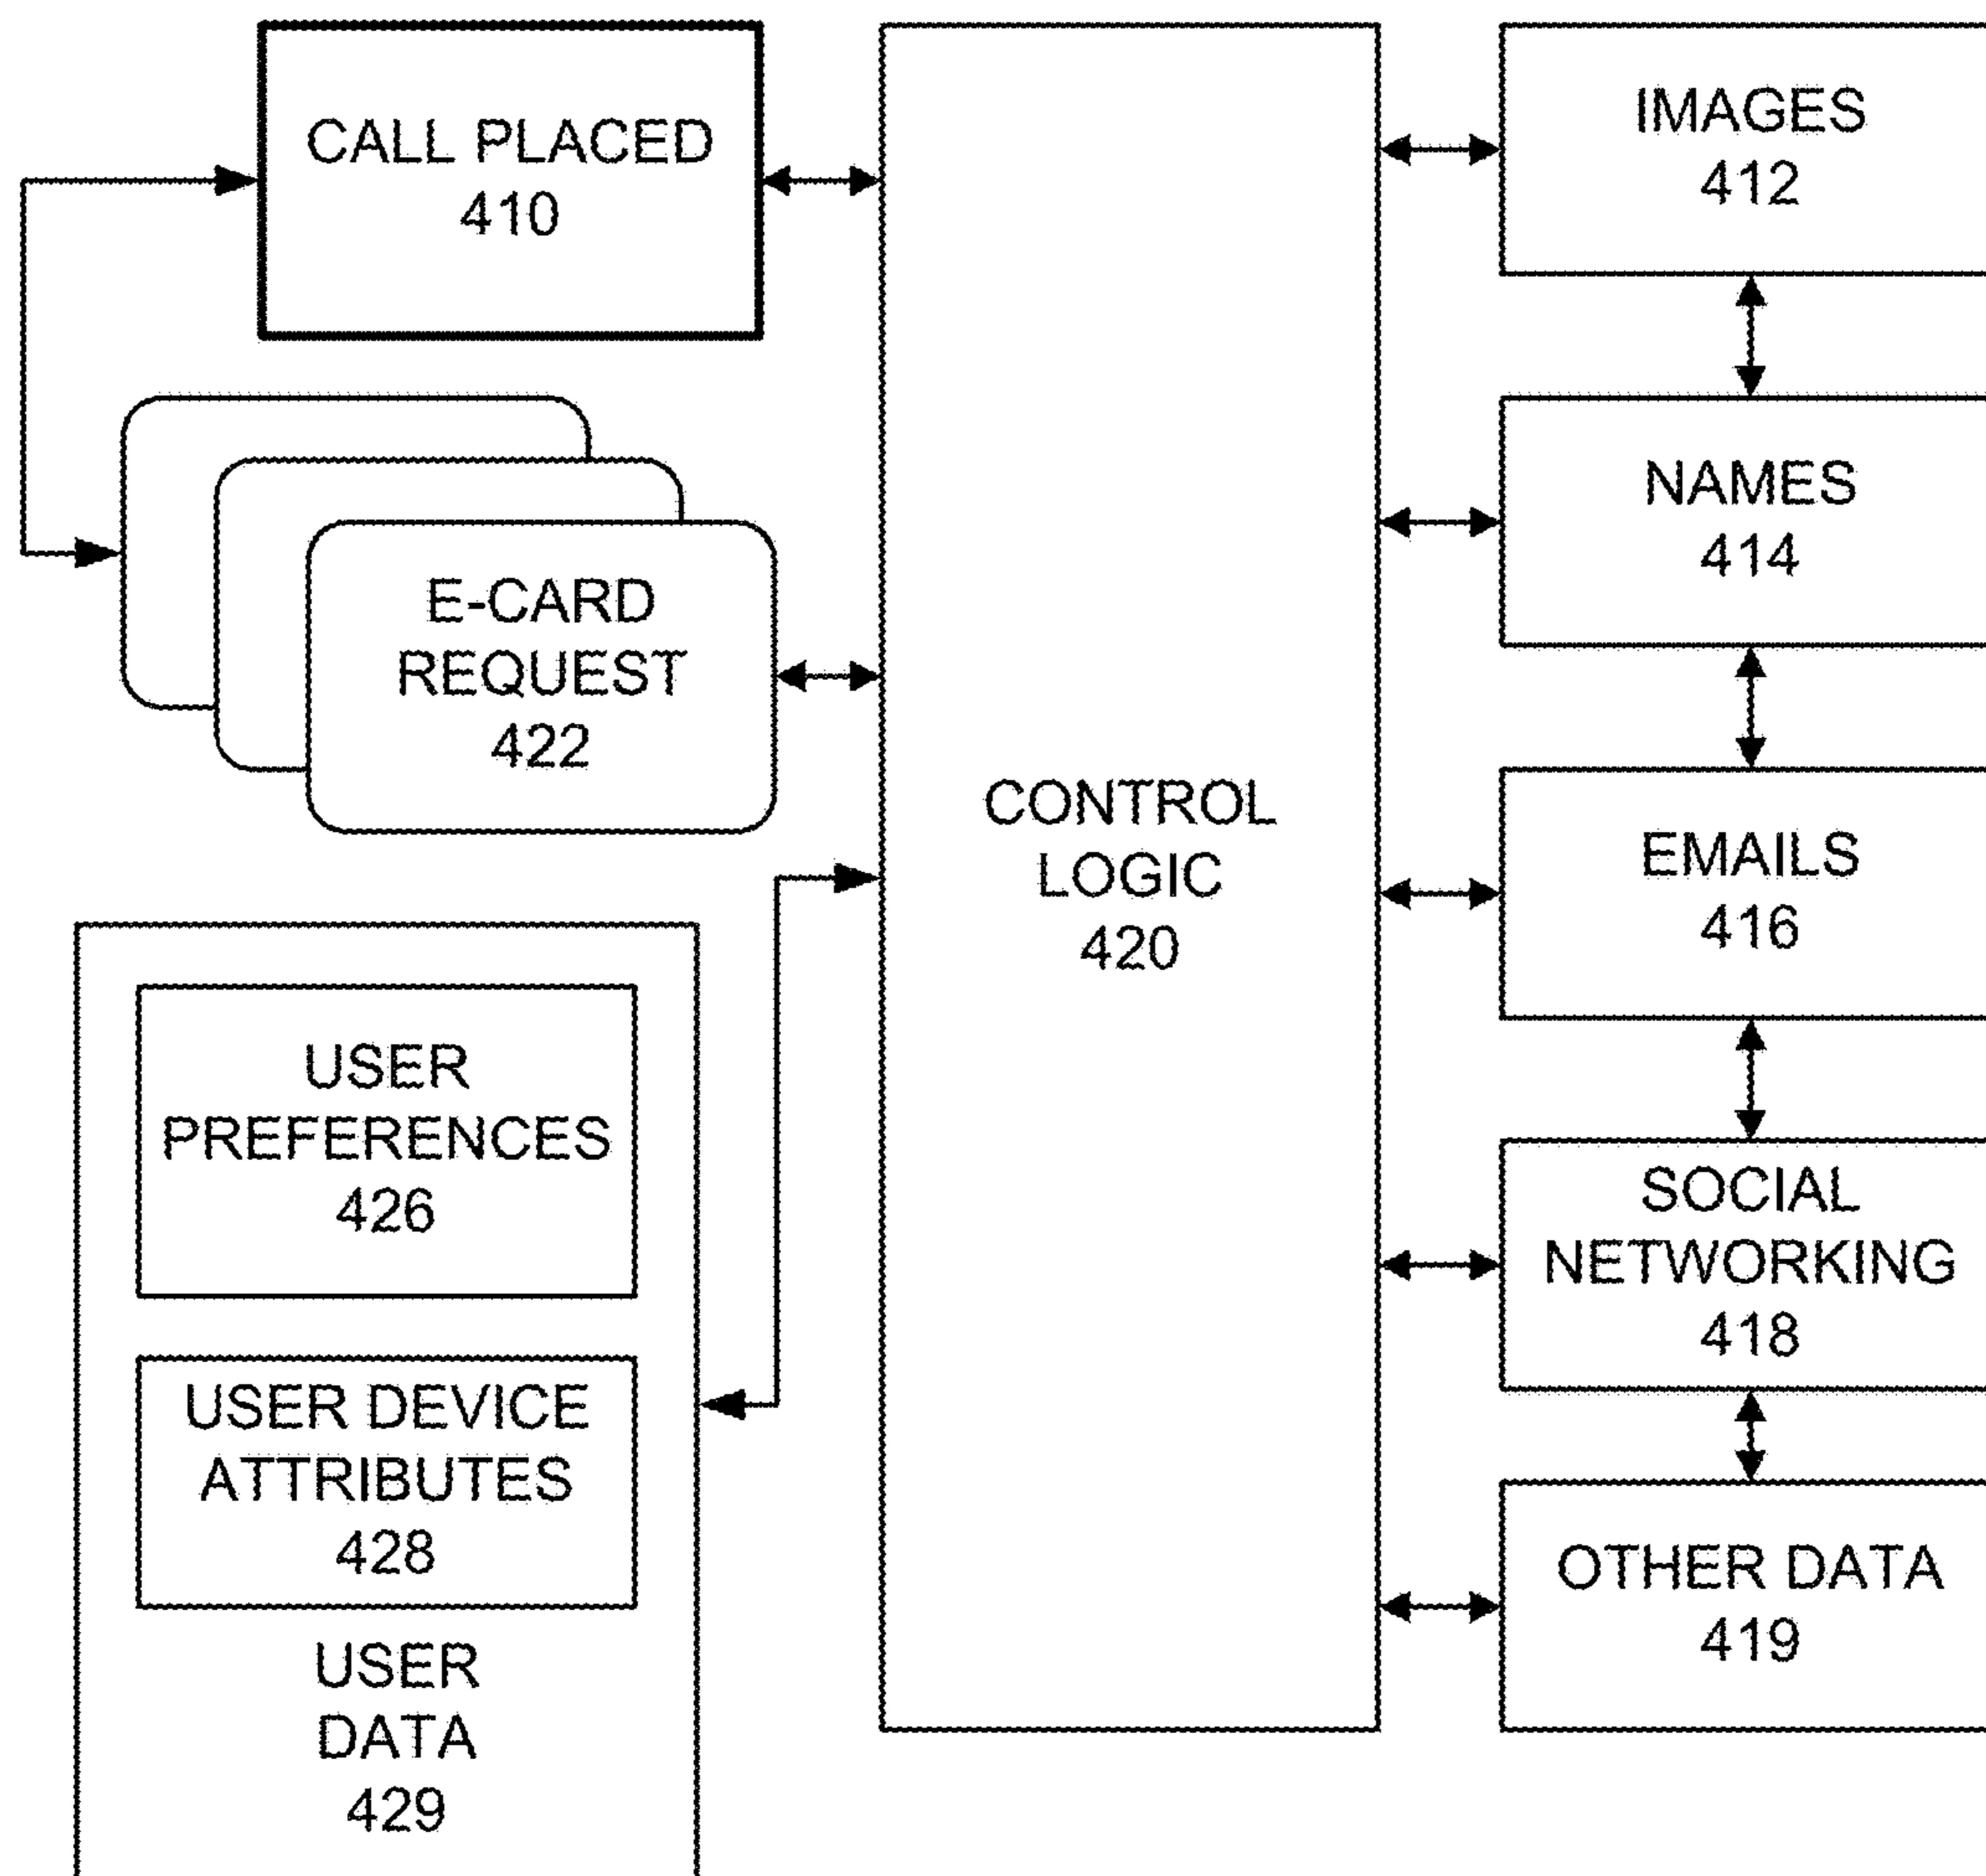 CALL PLACED
410
E-CARD
REQUEST
422
USER
PREFERENCES
426
USER DEVICE
ATTRIBUTES
428
USER
DATA
429
CONTROL
LOGIC
420
IMAGES
412
NAMES
414
EMAILS
416
SOCIAL
NETWORKING
418
OTHER DATA
419